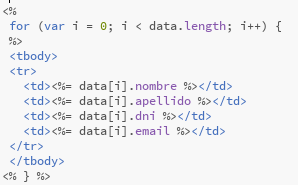 <%
for (var i = 0; i < data.length; i++) {
%>
<tbody>
<tr>
<td><%= data[i].nombre %></td>
<td><%= data[i].apellido %></td>
<td><%= data[i].dni %></td>
<td><%= data[i].email %></td>
</tr>
</tbody>
<% } %>